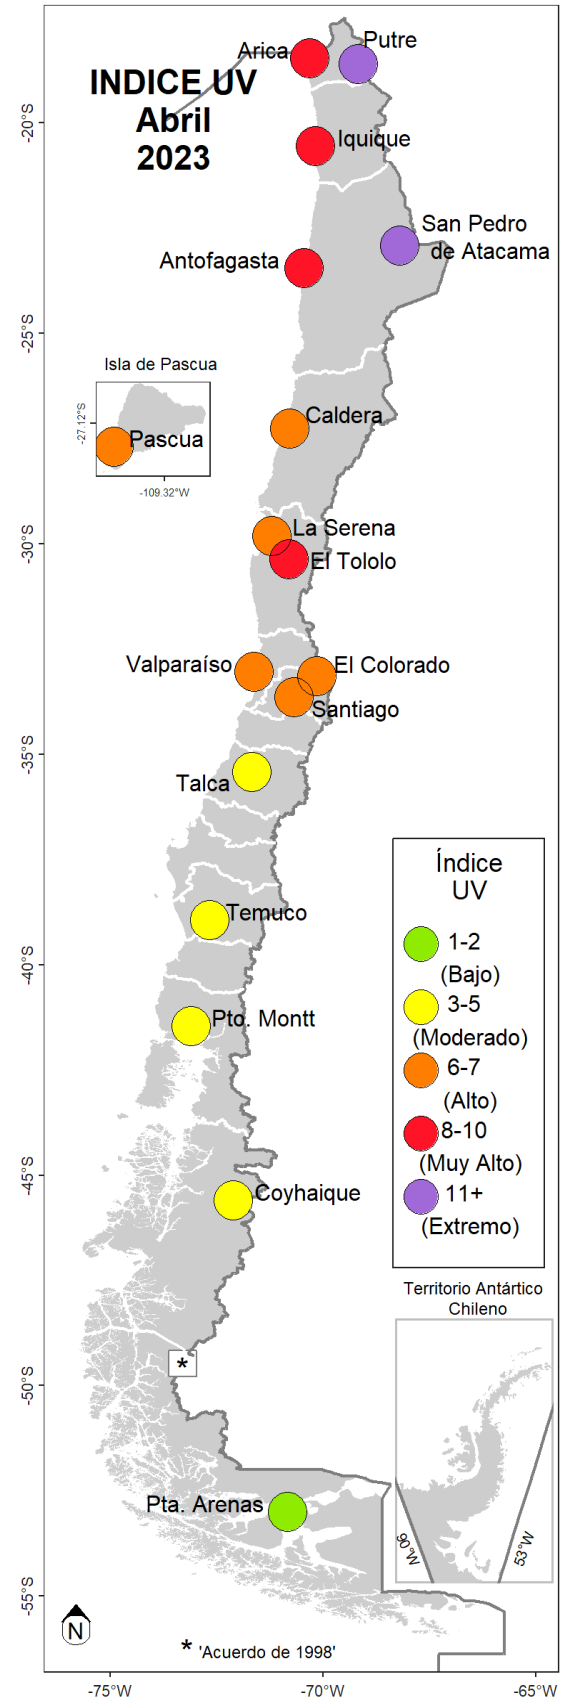 Arica
Putre
INDICE UV
Abril
2023
-20°S
Iquique
San Pedro
de Atacama
Antofagasta
-25°S
Isla de Pascua
-27.12°S
Pascua
-109.32°W
Caldera
-30°S
La Serena
El Tololo
Valparaíso
El Colorado
Santiago
-35°S
Talca
Índice
UV
1-2
(Bajo)
3-5
(Moderado)
6-7
(Alto)
8-10
(Muy Alto)
11+
(Extremo)
Temuco
-40°S
Pto. Montt
-45°S
Coyhaique
Territorio Antártico
Chileno
*
-50°S
Pta. Arenas
90°W
53°W
-55°S
N
* 'Acuerdo de 1998'
-75°W
-70°W
-65°W